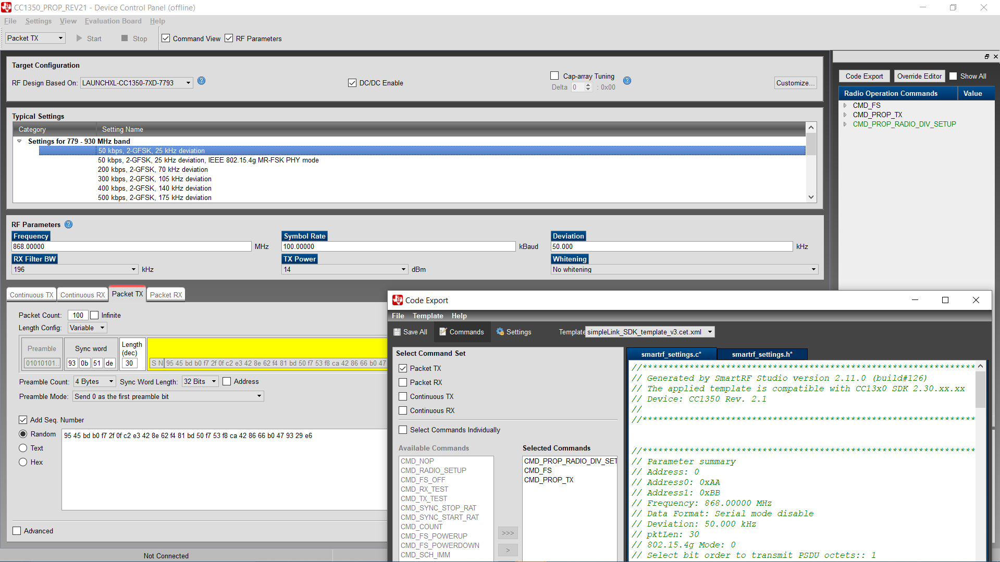 CC1350_PROP_REV21 - Device Control Panel (offline)
File Settings View Evaluation Board Help
Packet TX Start Stop Command View RF Parameters
Target Configuration
RF Design Based On: LAUNCHXL-CC1350-7XD-7793 DC/DC Enable
Cap-array Tuning
Delta 0 : 0x00
Customize...
Typical Settings
Category Setting Name
Settings for 779 - 930 MHz band
50 kbps, 2-GFSK, 25 kHz deviation
50 kbps, 2-GFSK, 25 kHz deviation, IEEE 802.15.4g MR-FSK PHY mode
200 kbps, 2-GFSK, 70 kHz deviation
300 kbps, 2-GFSK, 105 kHz deviation
400 kbps, 2-GFSK, 140 kHz deviation
500 kbps, 2-GFSK, 175 kHz deviation
RF Parameters
Frequency Symbol Rate Deviation
868.00000 MHz 100.00000 kBaud 50.000 kHz
RX Filter BW TX Power Whitening
196 kHz 14 dBm No whitening
Code Export Override Editor Show All
Radio Operation Commands Value
CMD_FS
CMD_PROP_TX
CMD_PROP_RADIO_DIV_SETUP
Continuous TX Continuous RX Packet TX Packet RX
Packet Count: 100 Infinite
Length Config: Variable
Preamble Sync word Length
(dec)
01010101.. 93 0b 51 de 30 S N 95 45 bd b0 f7 2f 0f c2 e3 42 8e 62 f4 81 bd 50 f7 53 f8 ca 42 86 66 b0 47
Preamble Count: 4 Bytes Sync Word Length: 32 Bits Address
Preamble Mode: Send 0 as the first preamble bit
Add Seq. Number
Random 95 45 bd b0 f7 2f 0f c2 e3 42 8e 62 f4 81 bd 50 f7 53 f8 ca 42 86 66 b0 47 93 29 e6
Text
Hex
Advanced
Not Connected
Code Export
File Template Help
Save All Commands Settings Template simpleLink_SDK_template_v3.cet.xml
Select Command Set
Packet TX
Packet RX
Continuous TX
Continuous RX
Select Commands Individually
Available Commands Selected Commands
CMD_NOP
CMD_RADIO_SETUP
CMD_FS_OFF
CMD_RX_TEST
CMD_TX_TEST
CMD_SYNC_STOP_RAT
CMD_SYNC_START_RAT
CMD_COUNT
CMD_FS_POWERUP
CMD_FS_POWERDOWN
CMD_SCH_IMM
>>>
>
CMD_PROP_RADIO_DIV_SET
CMD_FS
CMD_PROP_TX
smartrf_settings.c* smartrf_settings.h*
//***************************************************************
// Generated by SmartRF Studio version 2.11.0 (build#126)
// The applied template is compatible with CC13x0 SDK 2.30.xx.xx
// Device: CC1350 Rev. 2.1
//
//***************************************************************
//***************************************************************
// Parameter summary
// Address: 0
// Address0: 0xAA
// Address1: 0xBB
// Frequency: 868.00000 MHz
// Data Format: Serial mode disable
// Deviation: 50.000 kHz
// pktLen: 30
// 802.15.4g Mode: 0
// Select bit order to transmit PSDU octets:: 1